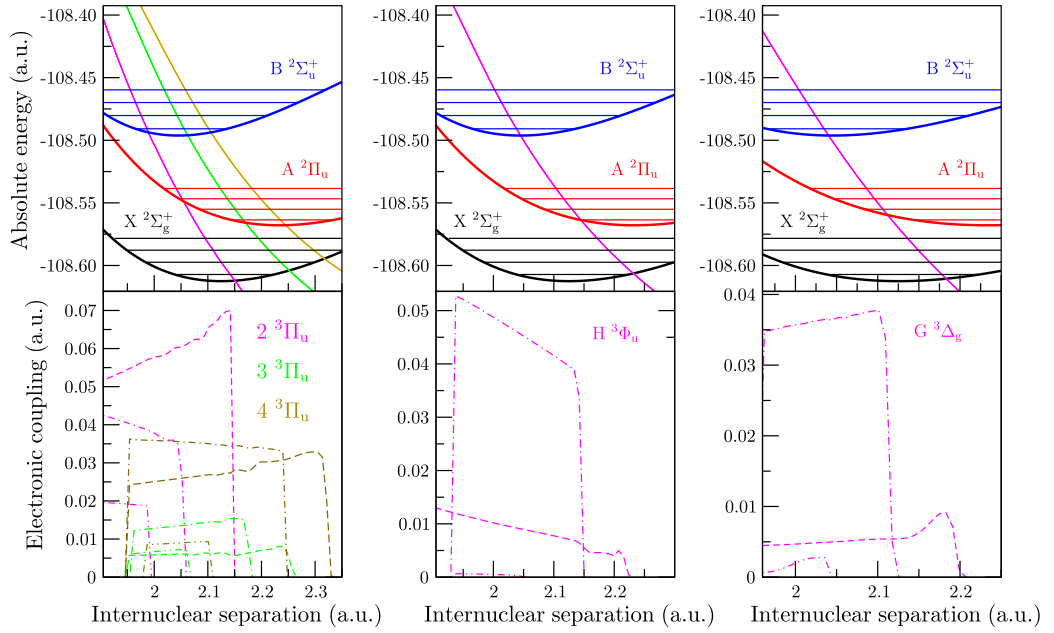 Absolute energy (a.u.)
-108.40
-108.45
-108.50
-108.55
-108.60
B ²Σᵤ⁺
A ²Πᵤ
X ²Σg⁺
-108.40
-108.45
-108.50
-108.55
-108.60
B ²Σᵤ⁺
A ²Πᵤ
X ²Σg⁺
-108.40
-108.45
-108.50
-108.55
-108.60
B ²Σᵤ⁺
A ²Πᵤ
X ²Σg⁺
Electronic coupling (a.u.)
0.07
0.06
0.05
0.04
0.03
0.02
0.01
0
2 ³Πᵤ
3 ³Πᵤ
4 ³Πᵤ
2 2.1 2.2 2.3
Internuclear separation (a.u.)
0.05
0.04
0.03
0.02
0.01
0
H ³Φᵤ
2 2.1 2.2
Internuclear separation (a.u.)
0.04
0.03
0.02
0.01
0
G ³Δg
2 2.1 2.2
Internuclear separation (a.u.)